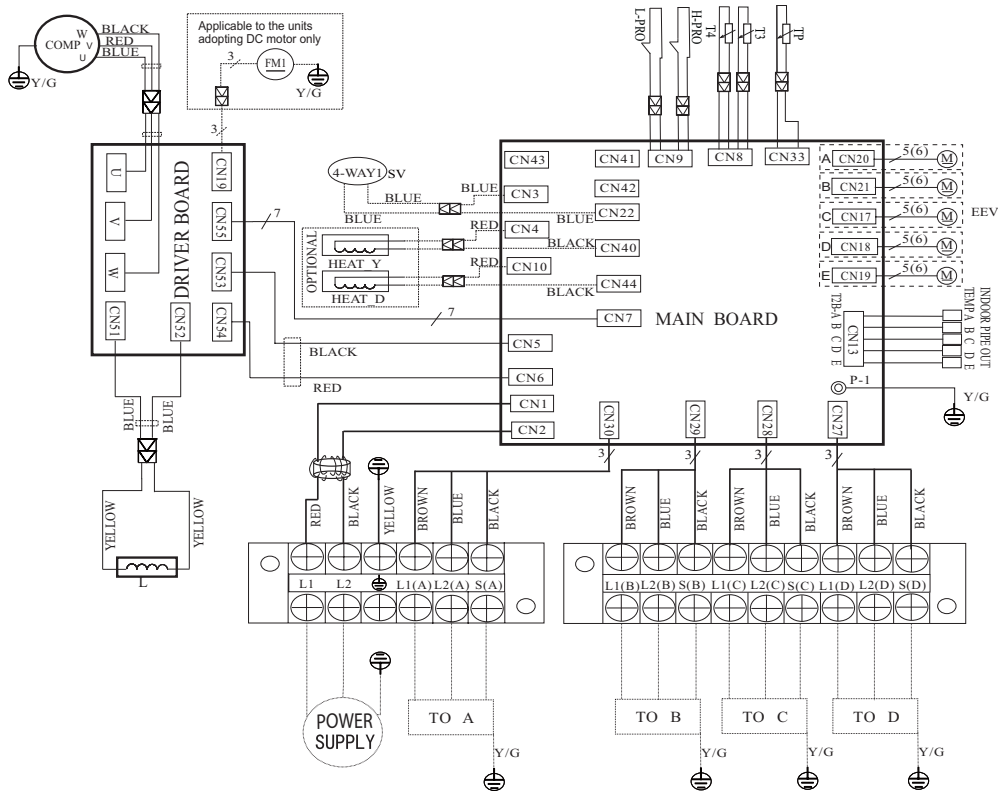 COMP
W
V
U
BLACK
RED
BLUE
Y/G
Applicable to the units
adopting DC motor only
3
FM1
Y/G
3
L-PRO
H-PRO
T4
T3
TP
DRIVER BOARD
U
V
W
CN51
CN52
CN19
CN55
CN53
CN54
7
4-WAY1
SV
BLUE
BLUE
BLUE
OPTIONAL
HEAT_Y
HEAT_D
RED
BLACK
RED
BLACK
7
BLACK
RED
MAIN BOARD
CN43
CN41
CN9
CN8
CN33
CN3
CN42
CN22
CN4
CN40
CN10
CN44
CN7
CN5
CN6
CN1
CN2
CN30
CN29
CN28
CN27
A CN20 5(6) M
B CN21 5(6) M
C CN17 5(6) M
D CN18 5(6) M
E CN19 5(6) M
EEV
T2B-A B C D E
CN13
INDOOR PIPE OUT
TEMP A B C D E
P-1
Y/G
BLUE
BLUE
YELLOW
YELLOW
L
3
3
3
3
RED
BLACK
YELLOW
BROWN
BLUE
BLACK
BROWN
BLUE
BLACK
BROWN
BLUE
BLACK
BROWN
BLUE
BLACK
L1 L2 L1(A) L2(A) S(A)
L1(B) L2(B) S(B) L1(C) L2(C) S(C) L1(D) L2(D) S(D)
POWER
SUPPLY
TO A
TO B
TO C
TO D
Y/G
Y/G
Y/G
Y/G